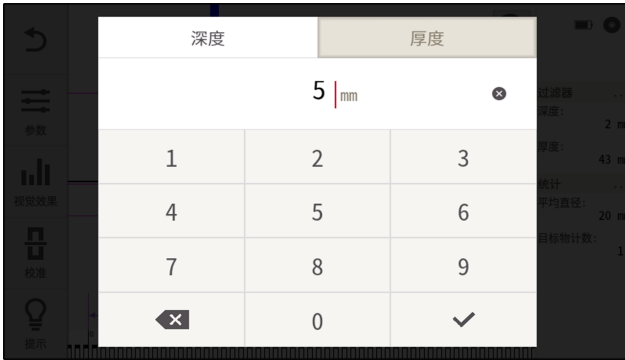 深度 厚度
5 mm
1 2 3
4 5 6
7 8 9
0
参数
视觉效果
校准
提示
过滤器 ..
深度:
2 m
厚度:
43 m
统计 ..
平均直径:
20 m
目标物计数:
1